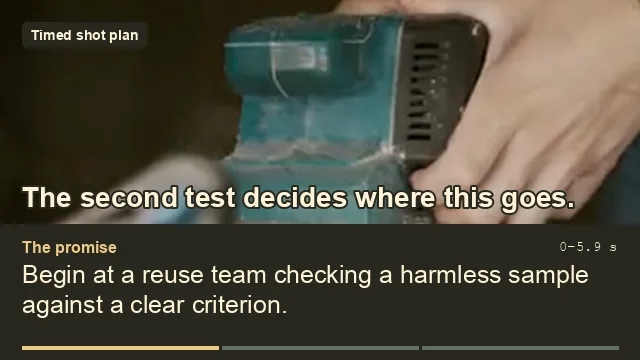 Timed shot plan
The second test decides where this goes.
The promise
0–5.9 s
Begin at a reuse team checking a harmless sample
against a clear criterion.